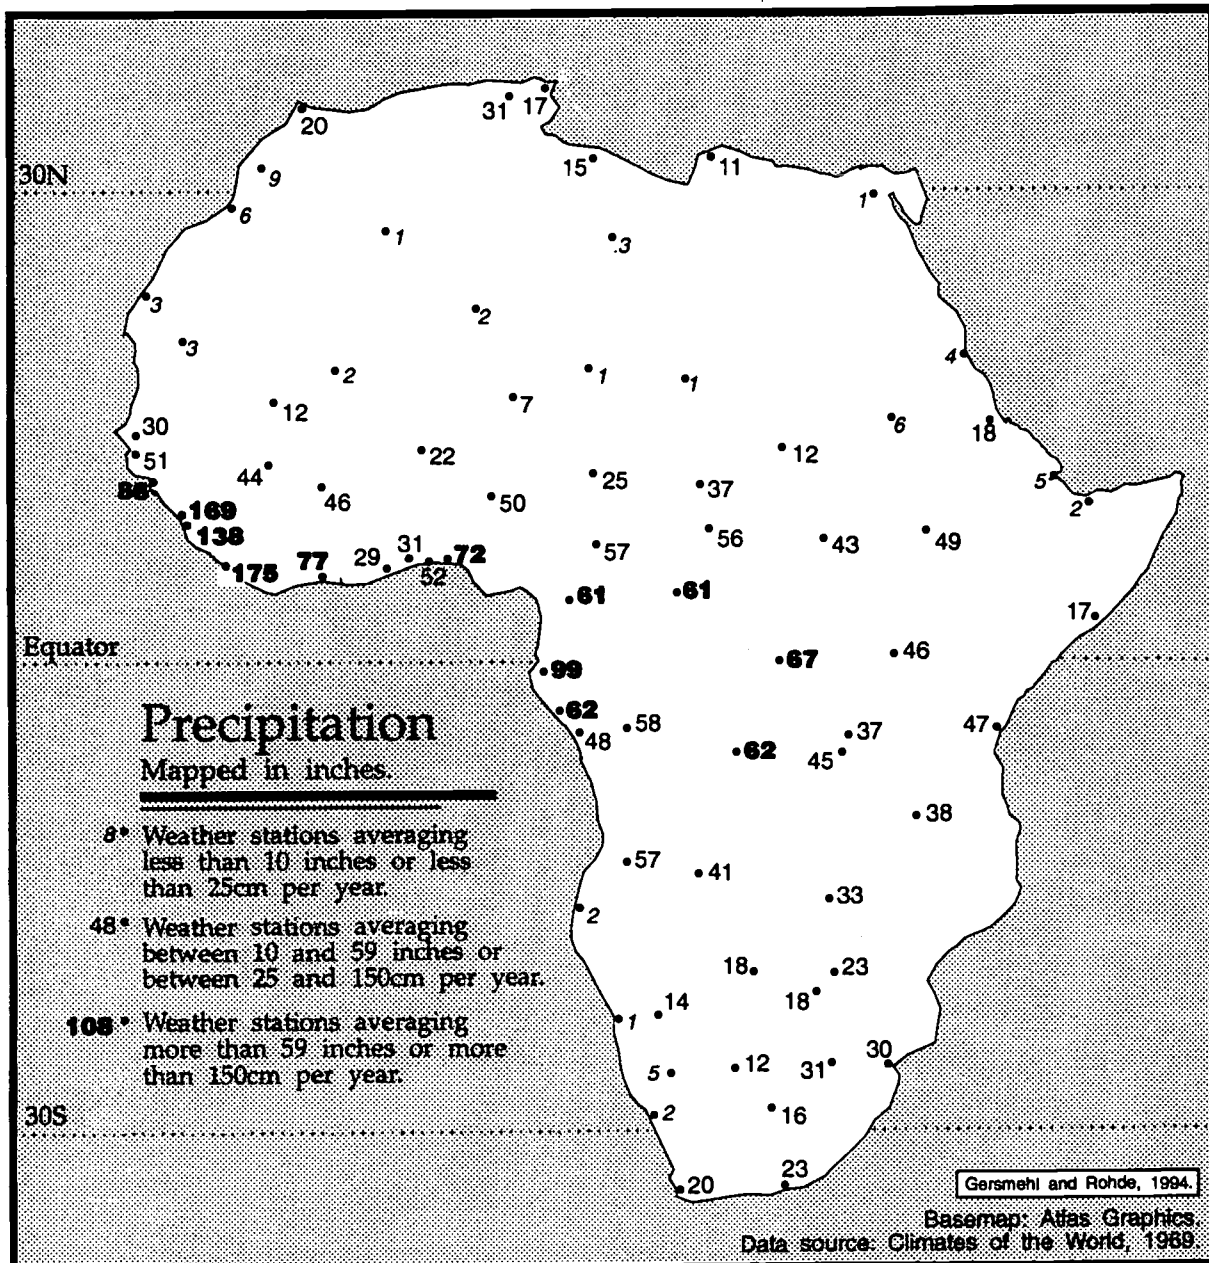 31 17
20
15 11
30N 9
1
6
1 .3
3 2
3
4
2 1 1
12 7
6
30 18
51 22 12
44 25 37 5
46 50 2
169
138 56 49
57 43
31 72
175 77 29 52
61 61
17
Equator 46
67
99
62 58 47
Precipitation 48 37
62 45
Mapped in inches.
38
8 Weather stations averaging
less than 10 inches or less
than 25cm per year.
57 41
33
2
48 Weather stations averaging
between 10 and 59 inches or
between 25 and 150cm per year.
18 23
18
14
1
108 Weather stations averaging
more than 59 inches or more
than 150cm per year.
30
12 31
5
30S 2 16
23
20
Gersmehl and Rohde, 1994.
Basemap: Atlas Graphics.
Data source: Climates of the World, 1969.